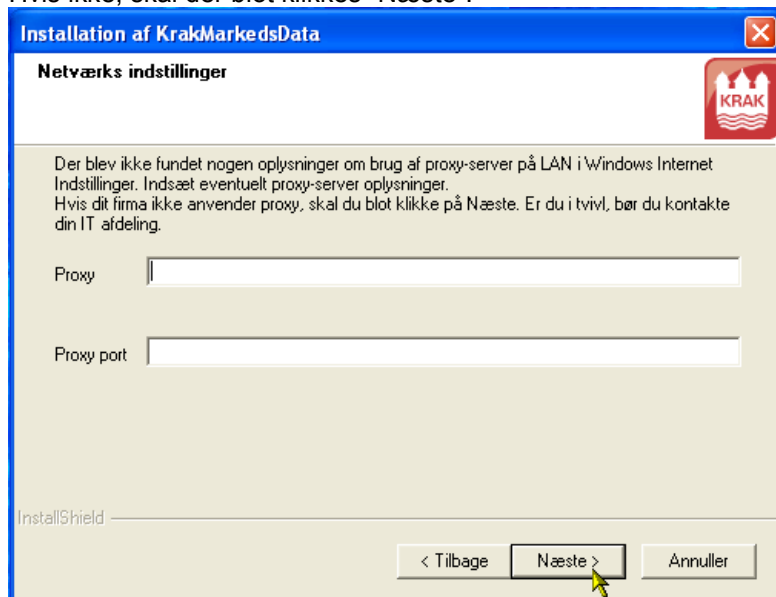 Hvis ikke, skal der blot klikkes "Næste".
Installation af KrakMarkedsData
Netværks indstillinger
KRAK
Der blev ikke fundet nogen oplysninger om brug af proxy-server på LAN i Windows Internet
Indstillinger. Indsæt eventuelt proxy-server oplysninger.
Hvis dit firma ikke anvender proxy, skal du blot klikke på Næste. Er du i tvivl, bør du kontakte
din IT afdeling.
Proxy
Proxy port
InstallShield
< Tilbage
Næste >
Annuller